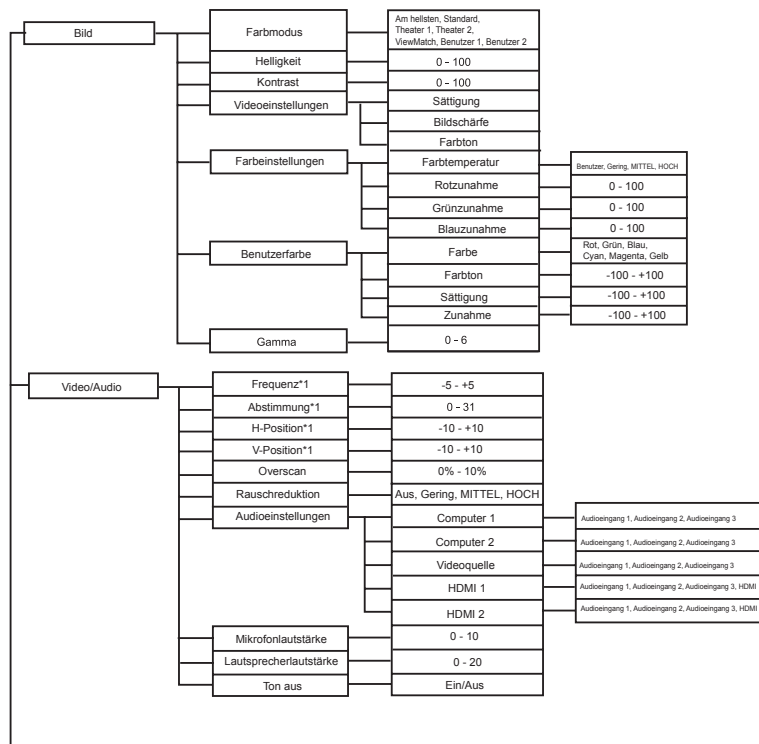 Bild
Farbmodus
Am hellsten, Standard,
Theater 1, Theater 2,
ViewMatch, Benutzer 1, Benutzer 2
Helligkeit
0 - 100
Kontrast
0 - 100
Videoeinstellungen
Sättigung
Bildschärfe
Farbton
Farbeinstellungen
Farbtemperatur
Benutzer, Gering, MITTEL, HOCH
Rotzunahme
0 - 100
Grünzunahme
0 - 100
Blauzunahme
0 - 100
Benutzerfarbe
Farbe
Rot, Grün, Blau,
Cyan, Magenta, Gelb
Farbton
-100 - +100
Sättigung
-100 - +100
Zunahme
-100 - +100
Gamma
0 - 6
Video/Audio
Frequenz*1
-5 - +5
Abstimmung*1
0 - 31
H-Position*1
-10 - +10
V-Position*1
-10 - +10
Overscan
0% - 10%
Rauschreduktion
Aus, Gering, MITTEL, HOCH
Audioeinstellungen
Computer 1
Audioeingang 1, Audioeingang 2, Audioeingang 3
Computer 2
Audioeingang 1, Audioeingang 2, Audioeingang 3
Videoquelle
Audioeingang 1, Audioeingang 2, Audioeingang 3
HDMI 1
Audioeingang 1, Audioeingang 2, Audioeingang 3, HDMI
HDMI 2
Audioeingang 1, Audioeingang 2, Audioeingang 3, HDMI
Mikrofonlautstärke
0 - 10
Lautsprecherlautstärke
0 - 20
Ton aus
Ein/Aus